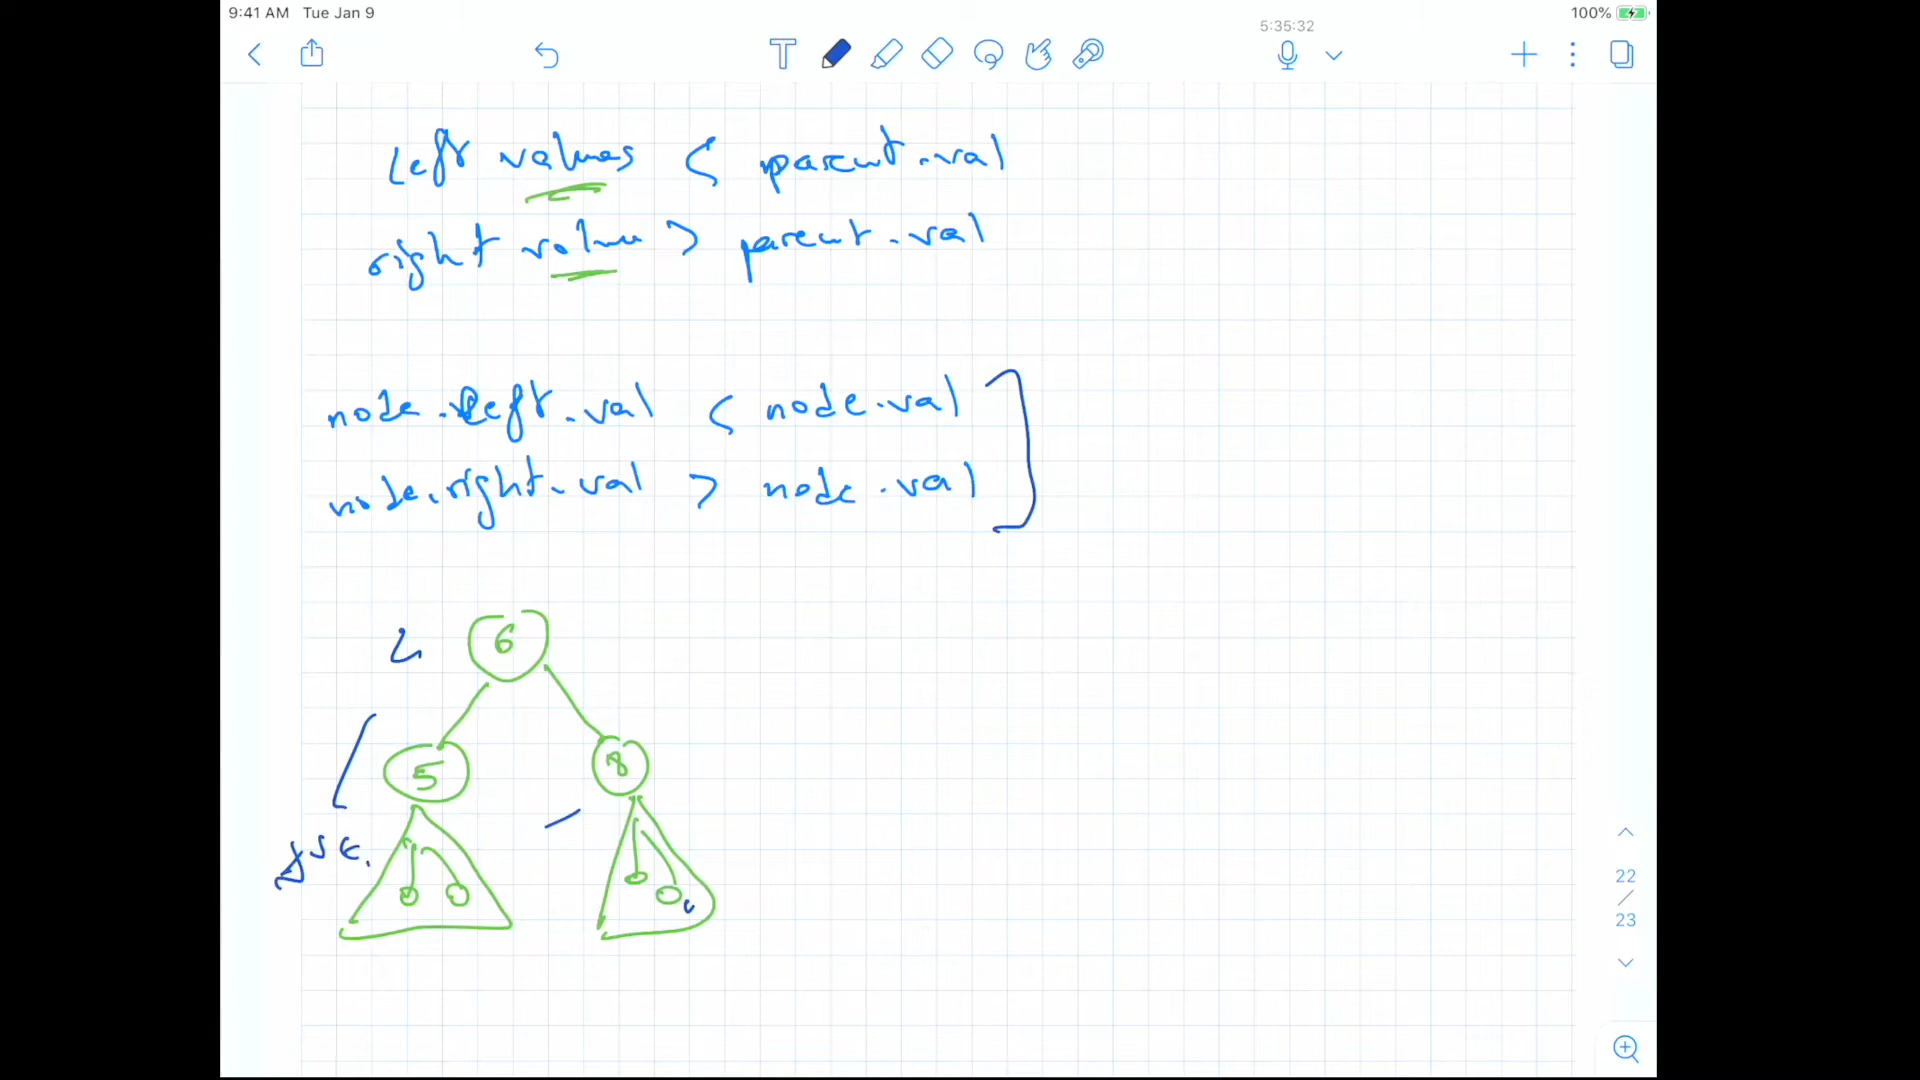 9:41 AM Tue Jan 9
100%
5:35:32
left values < parent.val
right value > parent.val
node.left.val < node.val
node.right.val > node.val
6
5
8
22
/
23